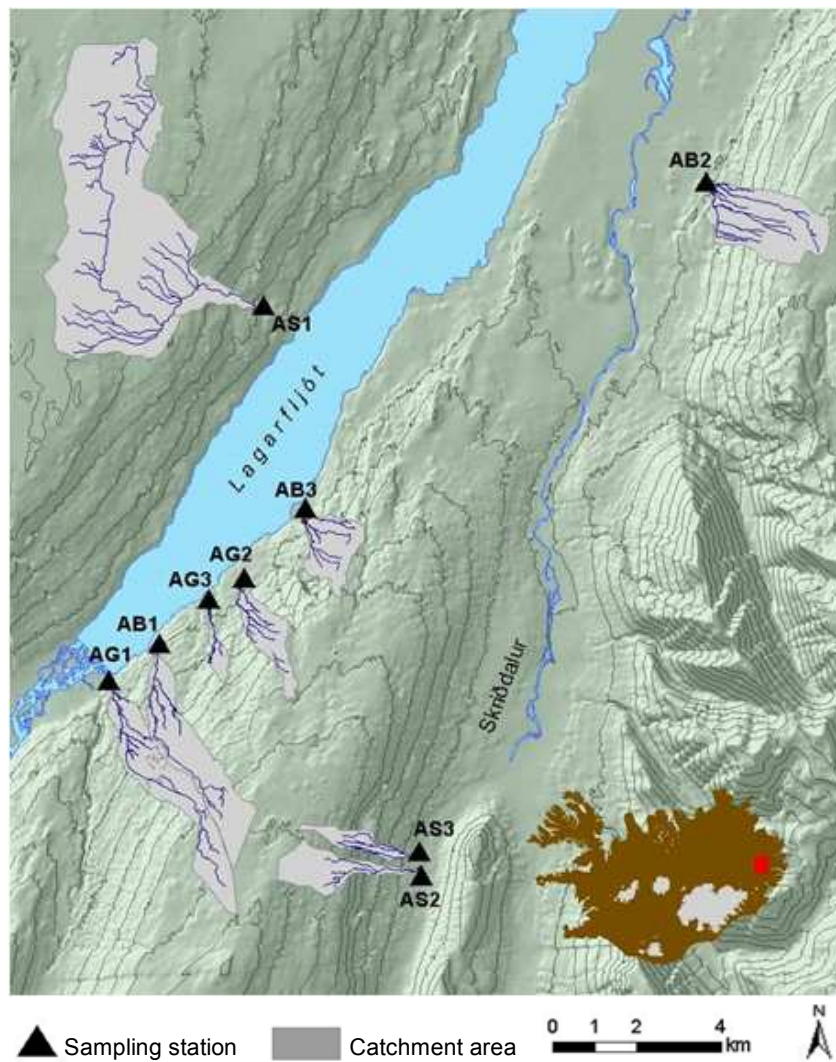 AB2
AS1
Lagarfljót
AB3
AG2
AG3
AB1
AG1
Skriðdalur
AS3
AS2
Sampling station
Catchment area
0 1 2 4
km
N